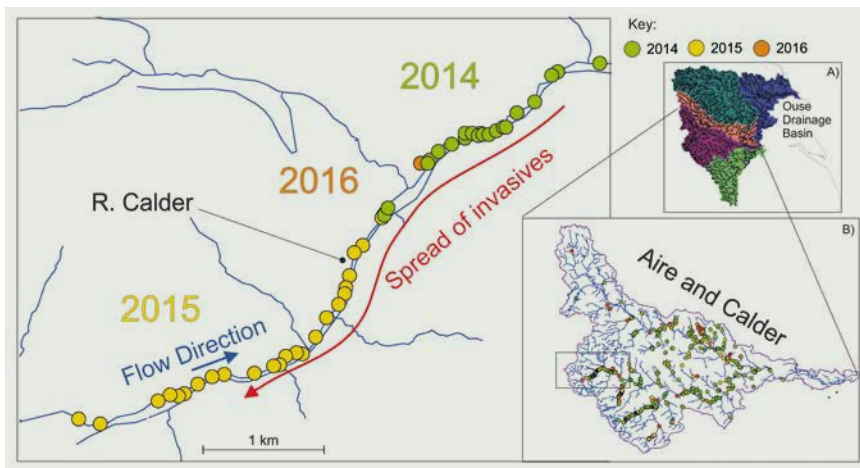 Key:
2014
2015
2016
A)
Ouse
Drainage
Basin
2014
2016
R. Calder
Spread of invasives
2015
Flow Direction
1 km
B)
Aire and Calder